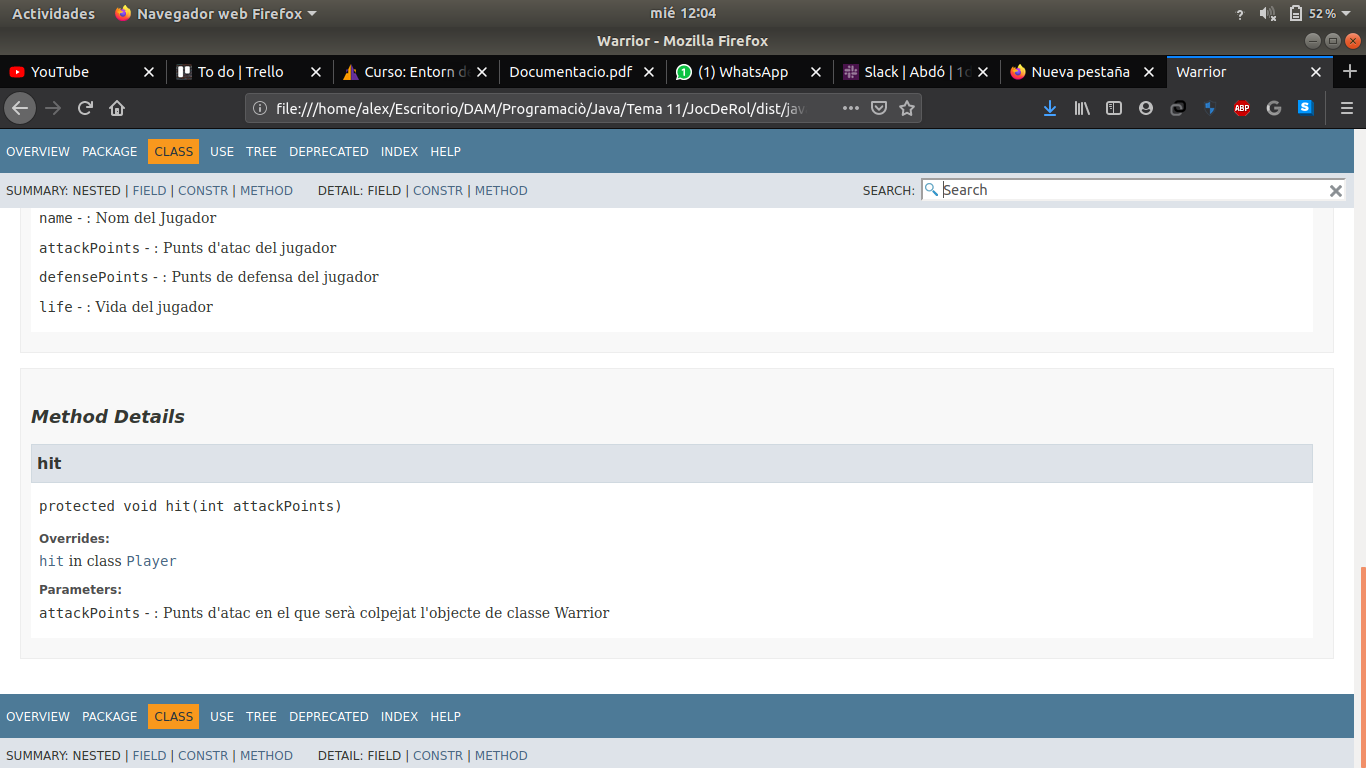 Actividades Navegador web Firefox mié 12:04 ? 52 %
Warrior - Mozilla Firefox
YouTube To do | Trello Curso: Entorn de Documentacio.pdf (1) WhatsApp Slack | Abdó | 1d Nueva pestaña Warrior
file:///home/alex/Escritorio/DAM/Programaciò/Java/Tema 11/JocDeRol/dist/jav ABP G S
OVERVIEW PACKAGE CLASS USE TREE DEPRECATED INDEX HELP
SUMMARY: NESTED | FIELD | CONSTR | METHOD DETAIL: FIELD | CONSTR | METHOD SEARCH: Search
name - : Nom del Jugador
attackPoints - : Punts d'atac del jugador
defensePoints - : Punts de defensa del jugador
life - : Vida del jugador
Method Details
hit
protected void hit(int attackPoints)
Overrides:
hit in class Player
Parameters:
attackPoints - : Punts d'atac en el que serà colpejat l'objecte de classe Warrior
OVERVIEW PACKAGE CLASS USE TREE DEPRECATED INDEX HELP
SUMMARY: NESTED | FIELD | CONSTR | METHOD DETAIL: FIELD | CONSTR | METHOD